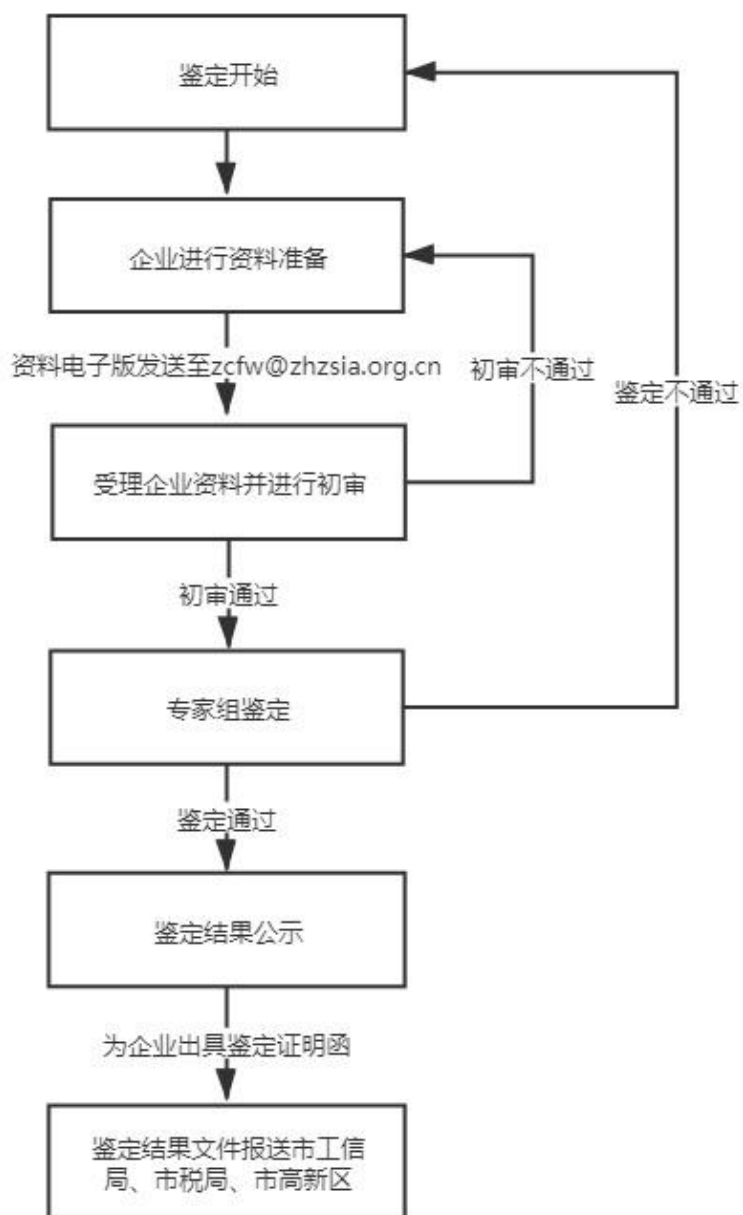 鉴定开始
企业进行资料准备
资料电子版发送至zcfw@zhzsia.org.cn
初审不通过
鉴定不通过
受理企业资料并进行初审
初审通过
专家组鉴定
鉴定通过
鉴定结果公示
为企业出具鉴定证明函
鉴定结果文件报送市工信
局、市税局、市高新区